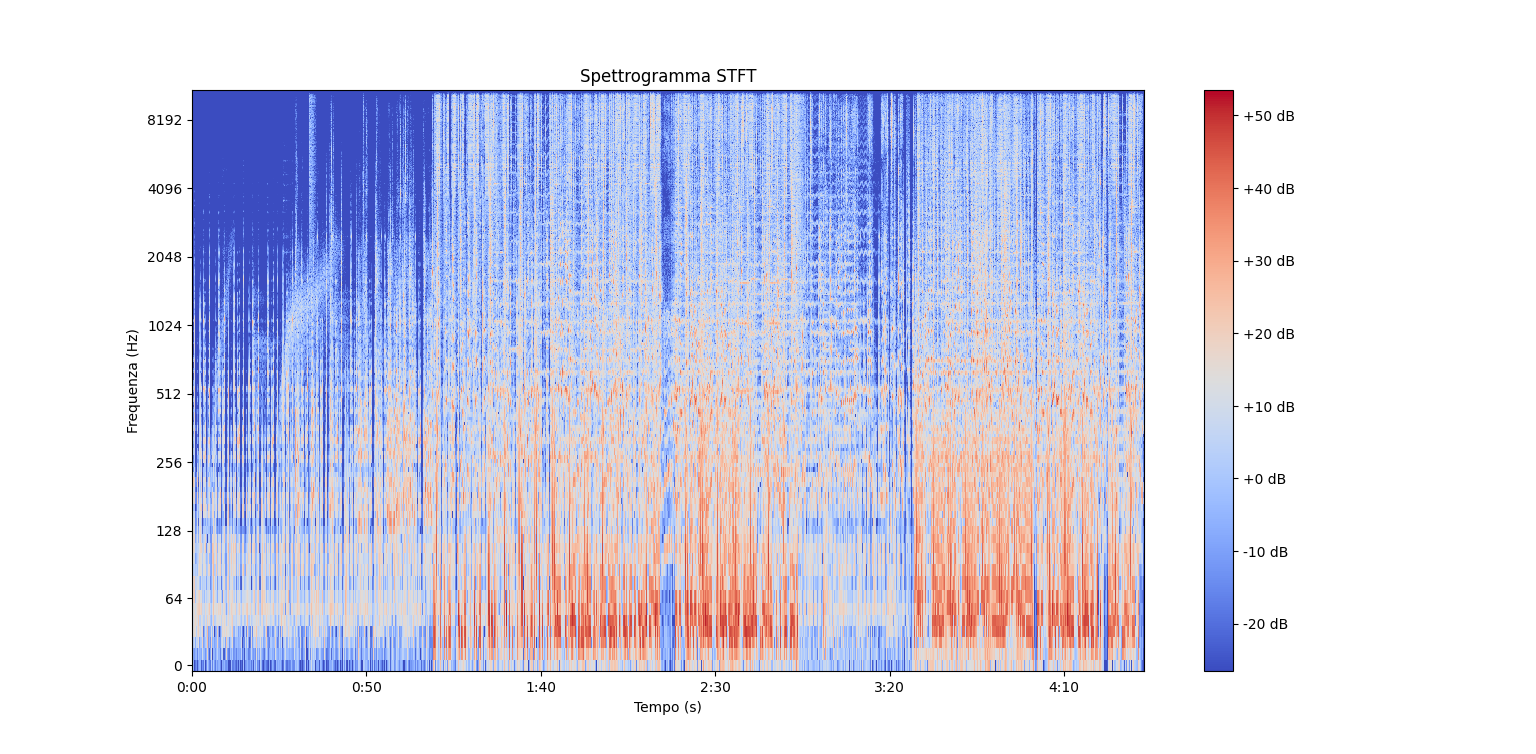 Spettrogramma STFT
Frequenza (Hz)
8192
4096
2048
1024
512
256
128
64
0
0:00
0:50
1:40
2:30
3:20
4:10
Tempo (s)
+50 dB
+40 dB
+30 dB
+20 dB
+10 dB
+0 dB
-10 dB
-20 dB